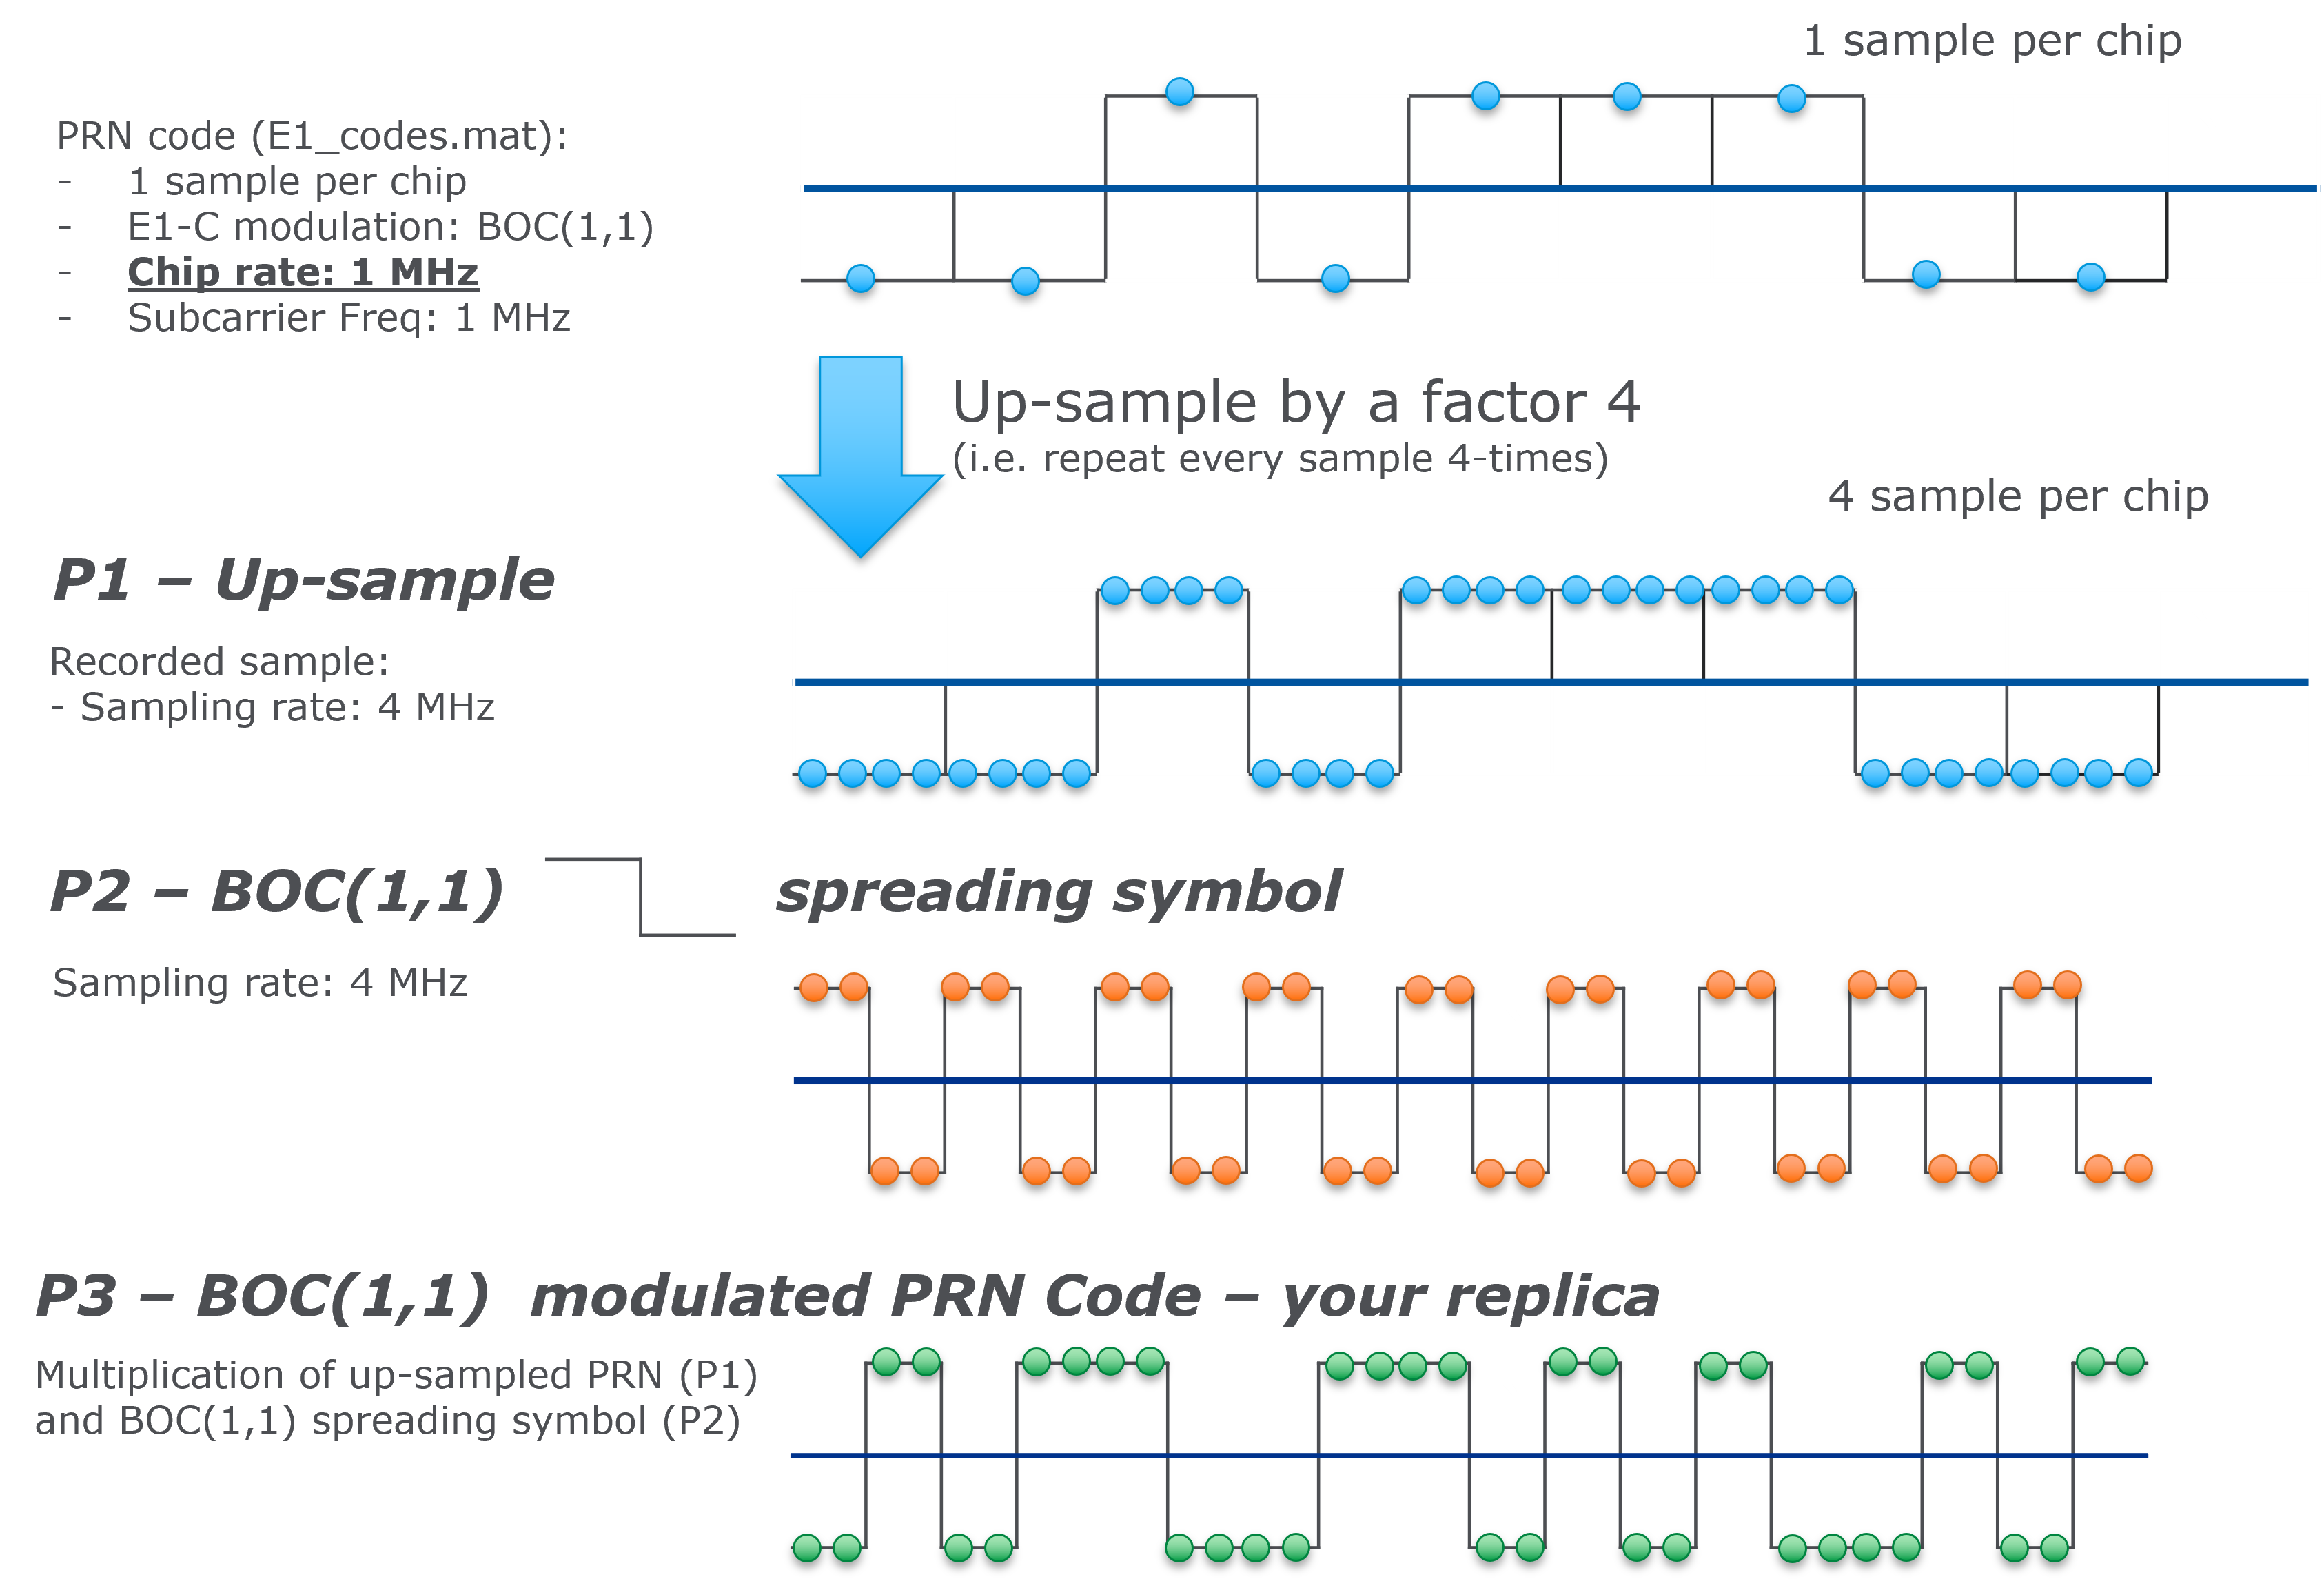 1 sample per chip
PRN code (E1_codes.mat):
- 1 sample per chip
- E1-C modulation: BOC(1,1)
- Chip rate: 1 MHz
- Subcarrier Freq: 1 MHz
Up-sample by a factor 4
(i.e. repeat every sample 4-times)
4 sample per chip
P1 – Up-sample
Recorded sample:
- Sampling rate: 4 MHz
P2 – BOC(1,1) spreading symbol
Sampling rate: 4 MHz
P3 – BOC(1,1) modulated PRN Code – your replica
Multiplication of up-sampled PRN (P1)
and BOC(1,1) spreading symbol (P2)